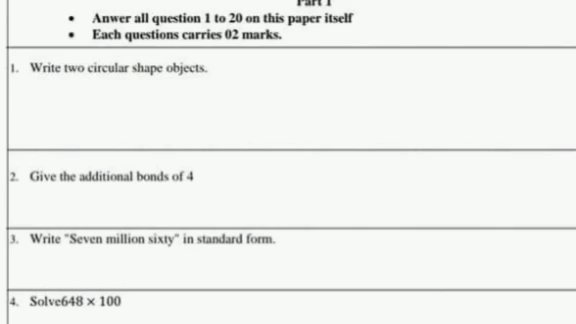 Part 1
• Anwer all question 1 to 20 on this paper itself
• Each questions carries 02 marks.
1. Write two circular shape objects.
2. Give the additional bonds of 4
3. Write "Seven million sixty" in standard form.
4. Solve648 × 100